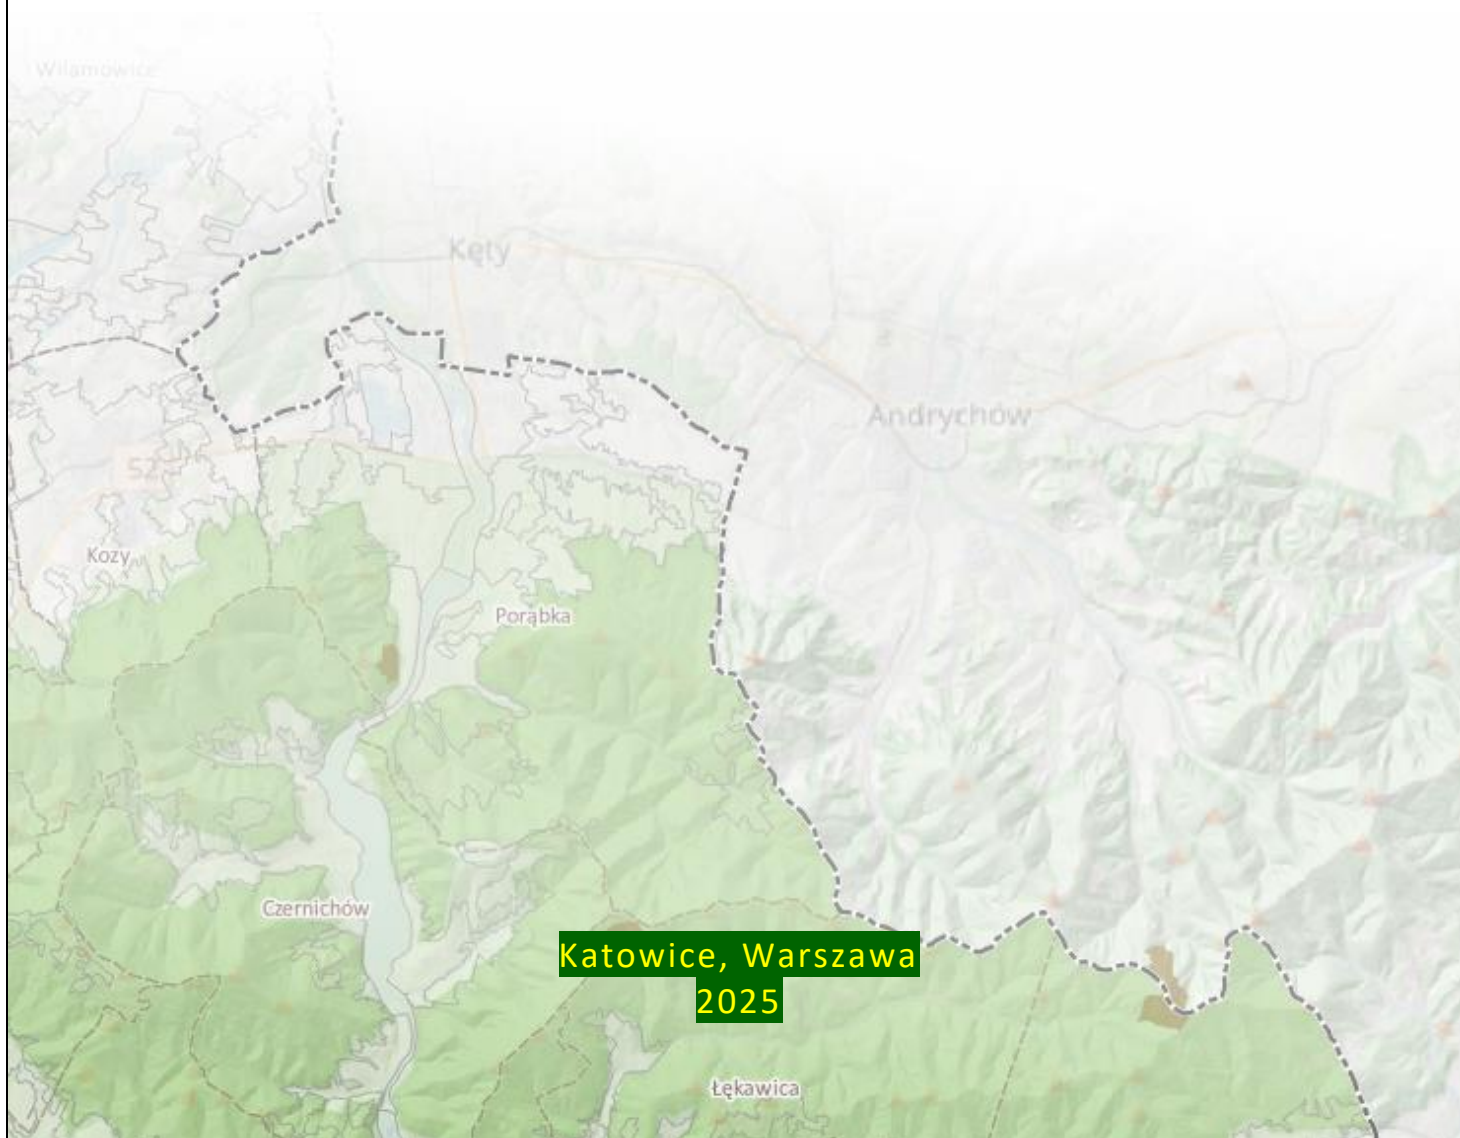 Wilamowice
Kęty
Andrychów
52
Kozy
Porąbka
Czernichów
Katowice, Warszawa
2025
Łękawica